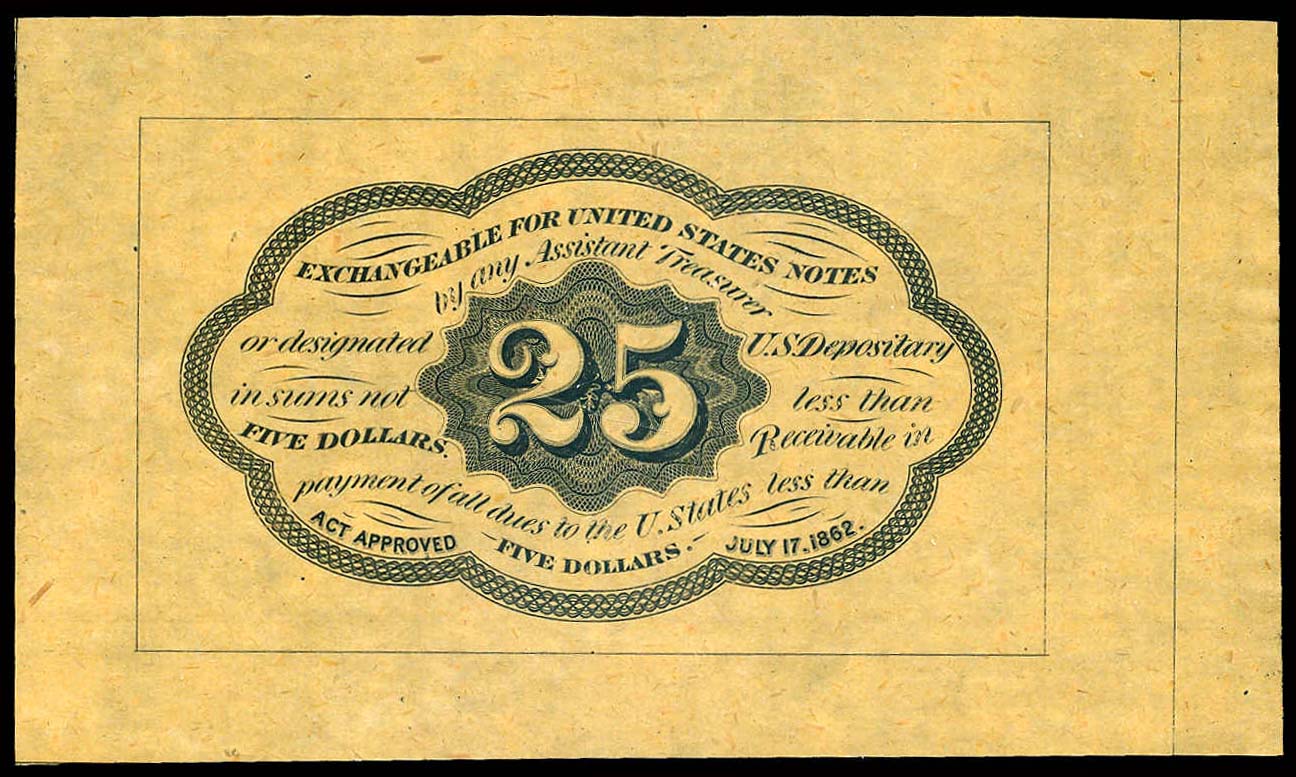 EXCHANGEABLE FOR UNITED STATES NOTES
by any Assistant Treasurer
or designated U.S. Depositary
in sums not less than
FIVE DOLLARS. Receivable in
payment of all dues to the U. States less than
FIVE DOLLARS.
ACT APPROVED JULY 17. 1862.
25